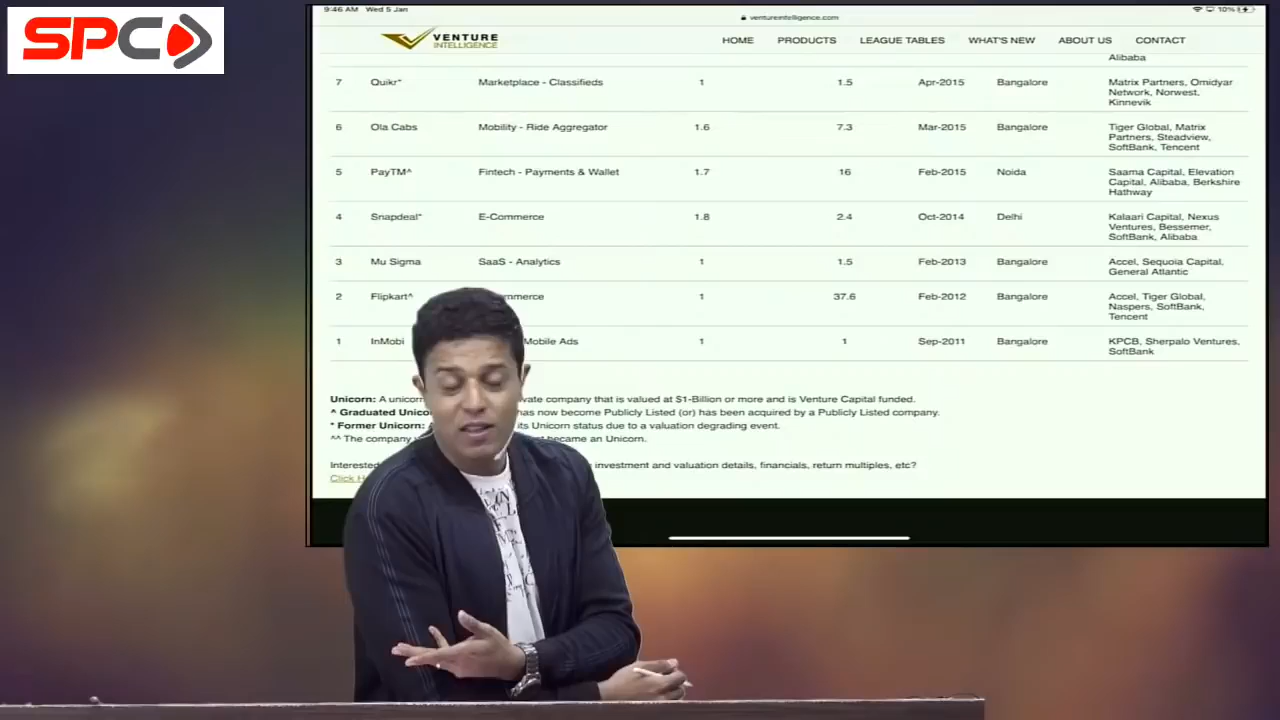 SPC
9:46 AM Wed 5 Jan
ventureintelligence.com
10%
VENTURE
INTELLIGENCE
HOME PRODUCTS LEAGUE TABLES WHAT'S NEW ABOUT US CONTACT
Alibaba
7 Quikr* Marketplace - Classifieds 1 1.5 Apr-2015 Bangalore Matrix Partners, Omidyar
Network, Norwest,
Kinnevik
6 Ola Cabs Mobility - Ride Aggregator 1.6 7.3 Mar-2015 Bangalore Tiger Global, Matrix
Partners, Steadview,
SoftBank, Tencent
5 PayTM^ Fintech - Payments & Wallet 1.7 16 Feb-2015 Noida Saama Capital, Elevation
Capital, Alibaba, Berkshire
Hathway
4 Snapdeal* E-Commerce 1.8 2.4 Oct-2014 Delhi Kalaari Capital, Nexus
Ventures, Bessemer,
SoftBank, Alibaba
3 Mu Sigma SaaS - Analytics 1 1.5 Feb-2013 Bangalore Accel, Sequoia Capital,
General Atlantic
2 Flipkart^ mmerce 1 37.6 Feb-2012 Bangalore Accel, Tiger Global,
Naspers, SoftBank,
Tencent
1 InMobi Mobile Ads 1 1 Sep-2011 Bangalore KPCB, Sherpalo Ventures,
SoftBank
Unicorn: A unicorn company that is valued at $1-Billion or more and is Venture Capital funded.
^ Graduated Unico has now become Publicly Listed (or) has been acquired by a Publicly Listed company.
* Former Unicorn: its Unicorn status due to a valuation degrading event.
^^ The company became an Unicorn.
Interested investment and valuation details, financials, return multiples, etc?
Click H